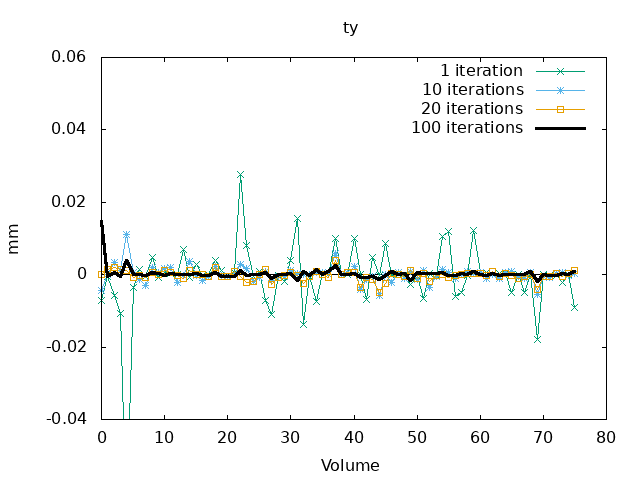 ty
0.06
0.04
0.02
0
-0.02
-0.04
mm
1 iteration
10 iterations
20 iterations
100 iterations
0 10 20 30 40 50 60 70 80
Volume